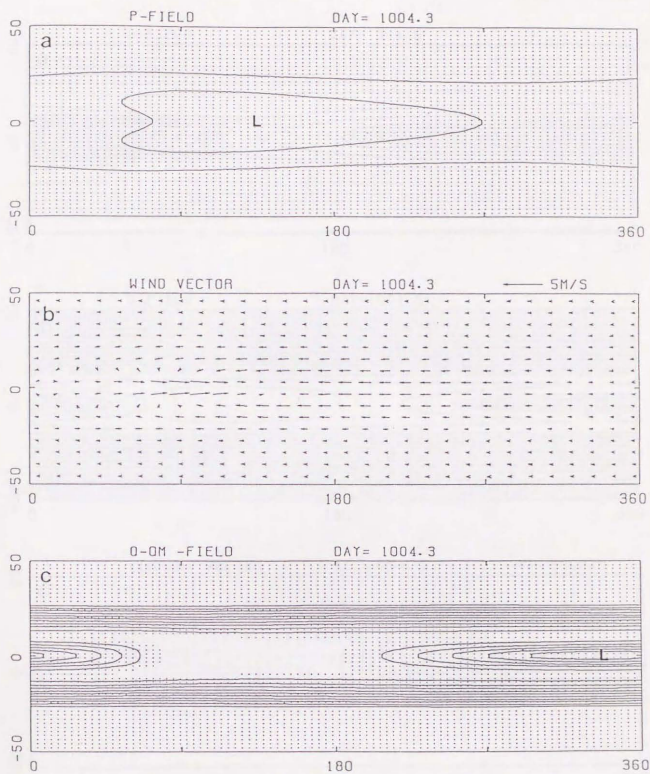 P-FIELD DAY= 1004.3
a
50
0
-50
L
0 180 360
WIND VECTOR DAY= 1004.3 5M/S
b
50
0
-50
0 180 360
Q-QM -FIELD DAY= 1004.3
c
50
0
-50
L
0 180 360